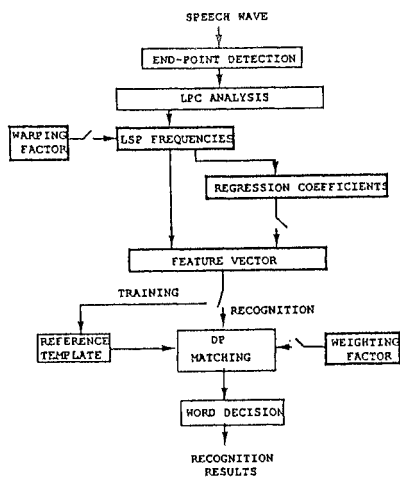 SPEECH WAVE
END-POINT DETECTION
LPC ANALYSIS
WARPING
FACTOR
LSP FREQUENCIES
REGRESSION COEFFICIENTS
FEATURE VECTOR
TRAINING
RECOGNITION
REFERENCE
TEMPLATE
DP
MATCHING
WEIGHTING
FACTOR
WORD DECISION
RECOGNITION
RESULTS